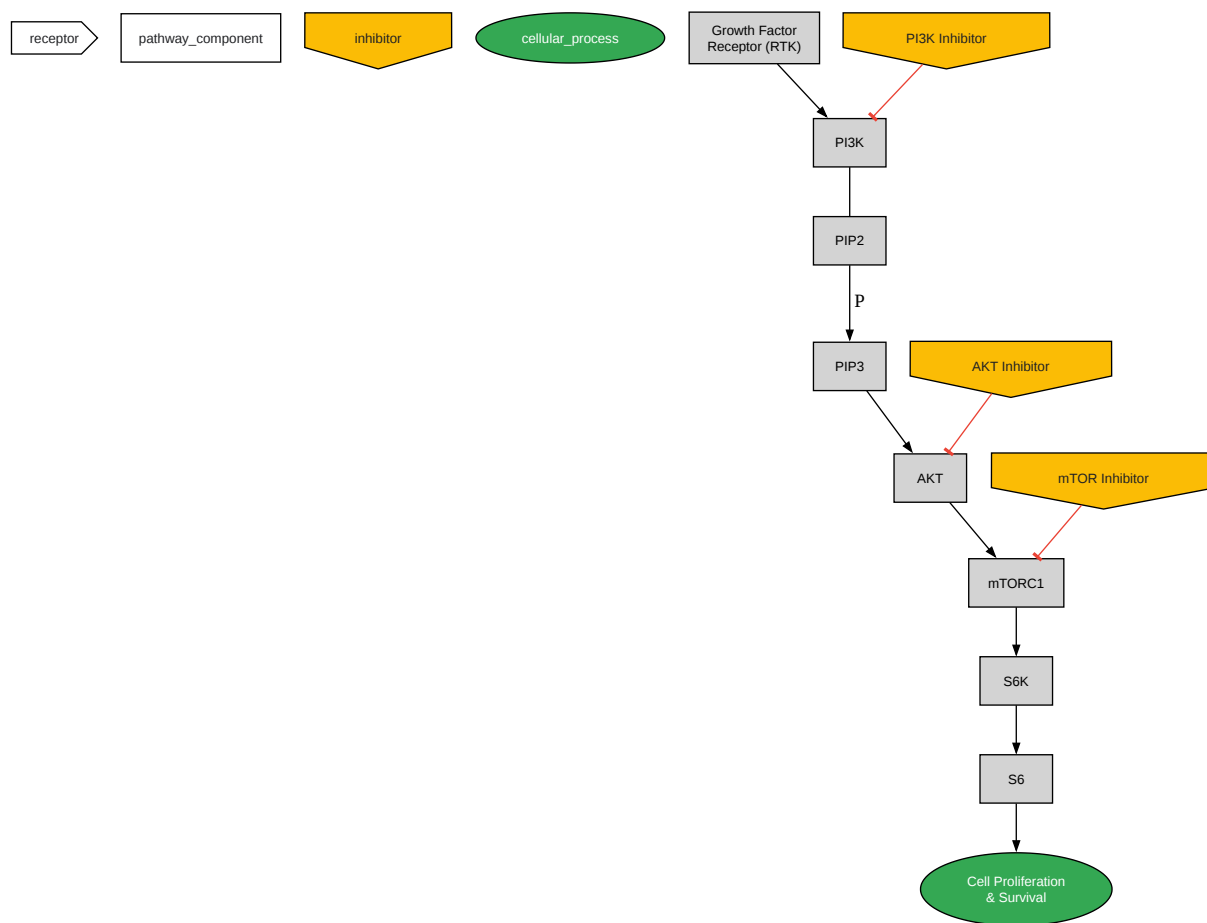 receptor
pathway_component
inhibitor
cellular_process
Growth Factor
Receptor (RTK)
PI3K Inhibitor
PI3K
PIP2
P
PIP3
AKT Inhibitor
AKT
mTOR Inhibitor
mTORC1
S6K
S6
Cell Proliferation
& Survival